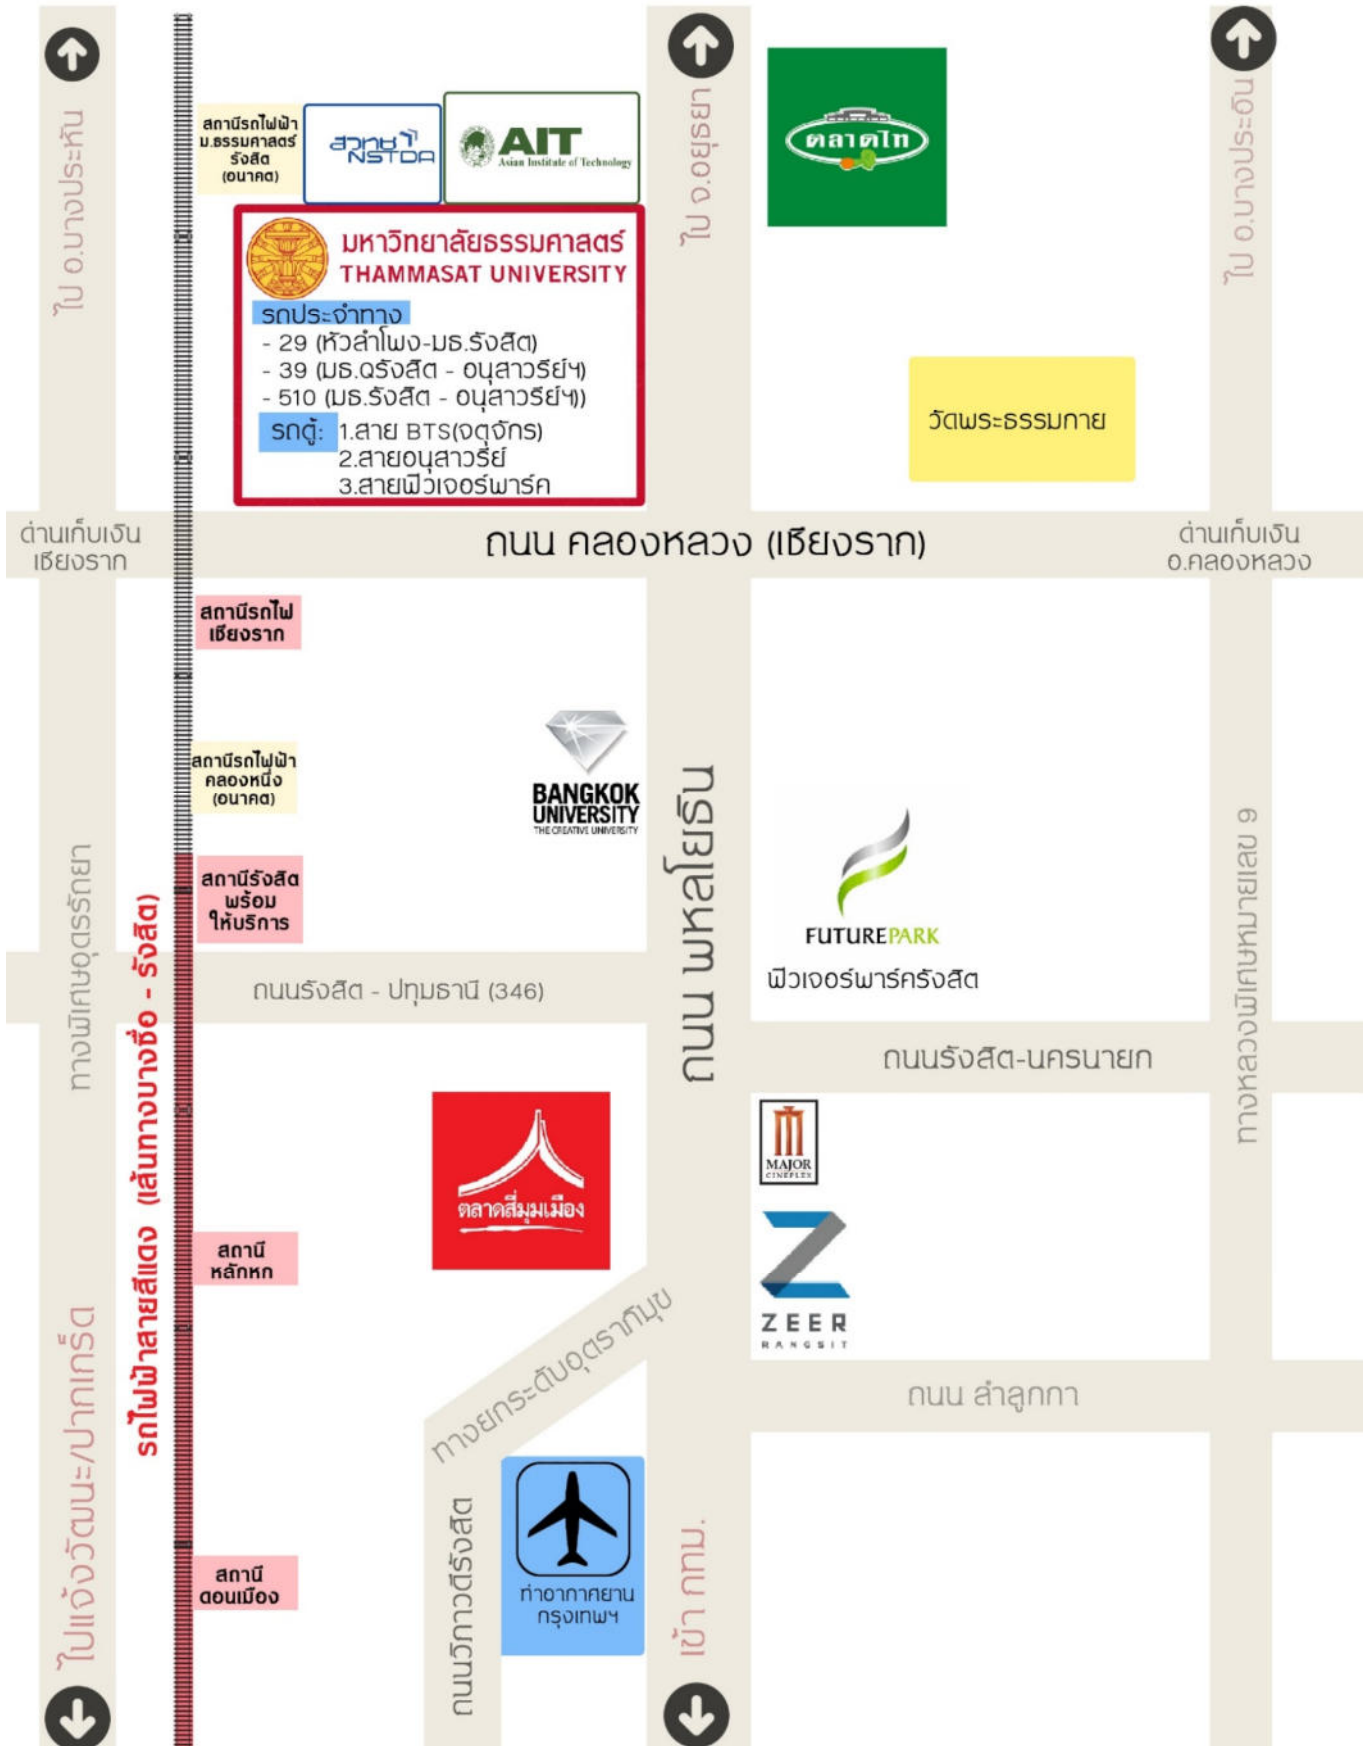 ไป อ.บางประหัน
ไป จ.อยุธยา
ไป อ.บางประอิน
สถานีรถไฟฟ้า
ม.ธรรมศาสตร์
รังสิต
(อนาคต)
สวทช
NSTDA
AIT
Asian Institute of Technology
ตลาดไท
มหาวิทยาลัยธรรมศาสตร์
THAMMASAT UNIVERSITY
รถประจำทาง
- 29 (หัวลำโพง-มธ.รังสิต)
- 39 (มธ.ฉรังสิต - อนุสาวรีย์ฯ)
- 510 (มธ.รังสิต - อนุสาวรีย์ฯ))
รถตู้: 1.สาย BTS(จตุจักร)
2.สายอนุสาวรีย์
3.สายฟิวเจอร์พาร์ค
วัดพระธรรมกาย
ด่านเก็บเงิน
เชียงราก
ถนน คลองหลวง (เชียงราก)
ด่านเก็บเงิน
อ.คลองหลวง
สถานีรถไฟ
เชียงราก
สถานีรถไฟฟ้า
คลองหนึ่ง
(อนาคต)
BANGKOK
UNIVERSITY
THE CREATIVE UNIVERSITY
ถนน พหลโยธิน
FUTUREPARK
ฟิวเจอร์พาร์ครังสิต
ทางพิเศษอุดรรัถยา
ทางหลวงพิเศษหมายเลข 9
สถานีรังสิต
พร้อม
ให้บริการ
รถไฟฟ้าสายสีแดง (เส้นทางบางซื่อ - รังสิต)
ถนนรังสิต - ปทุมธานี (346)
ถนนรังสิต-นครนายก
ตลาดสี่มุมเมือง
MAJOR
CINEPLEX
ZEER
RANGSIT
สถานี
หลักหก
ทางยกระดับอุตราภิมุข
ถนน ลำลูกกา
ไปแจ้งวัฒนะ/ปากเกร็ด
ถนนวิภาวดีรังสิต
ท่าอากาศยาน
กรุงเทพฯ
เข้า กทม.
สถานี
ดอนเมือง